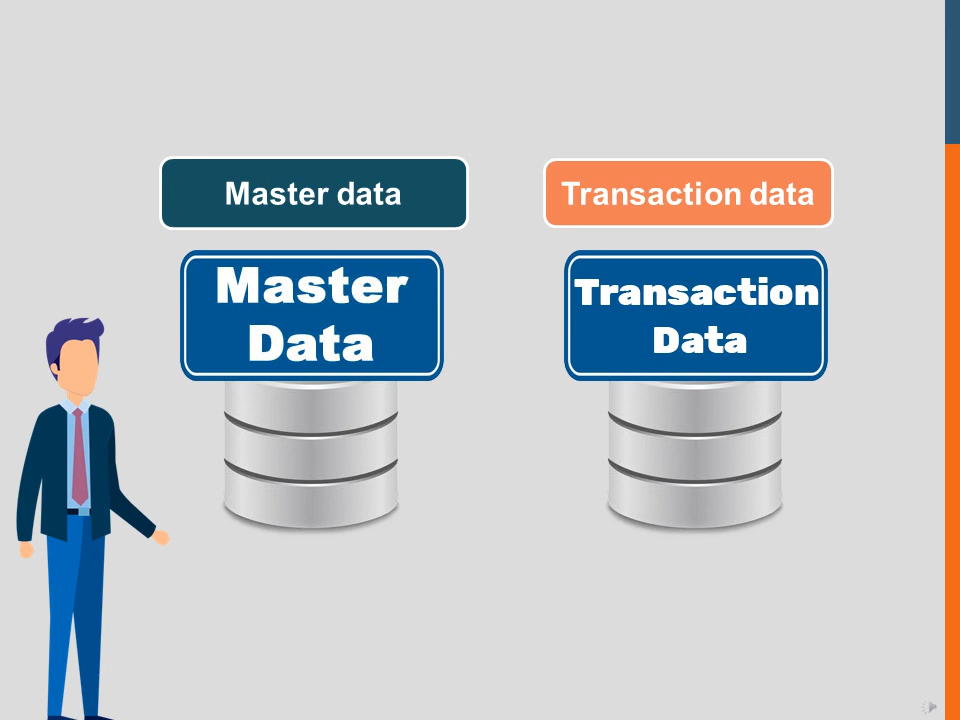 Master data
Transaction data
Master
Data
Transaction
Data